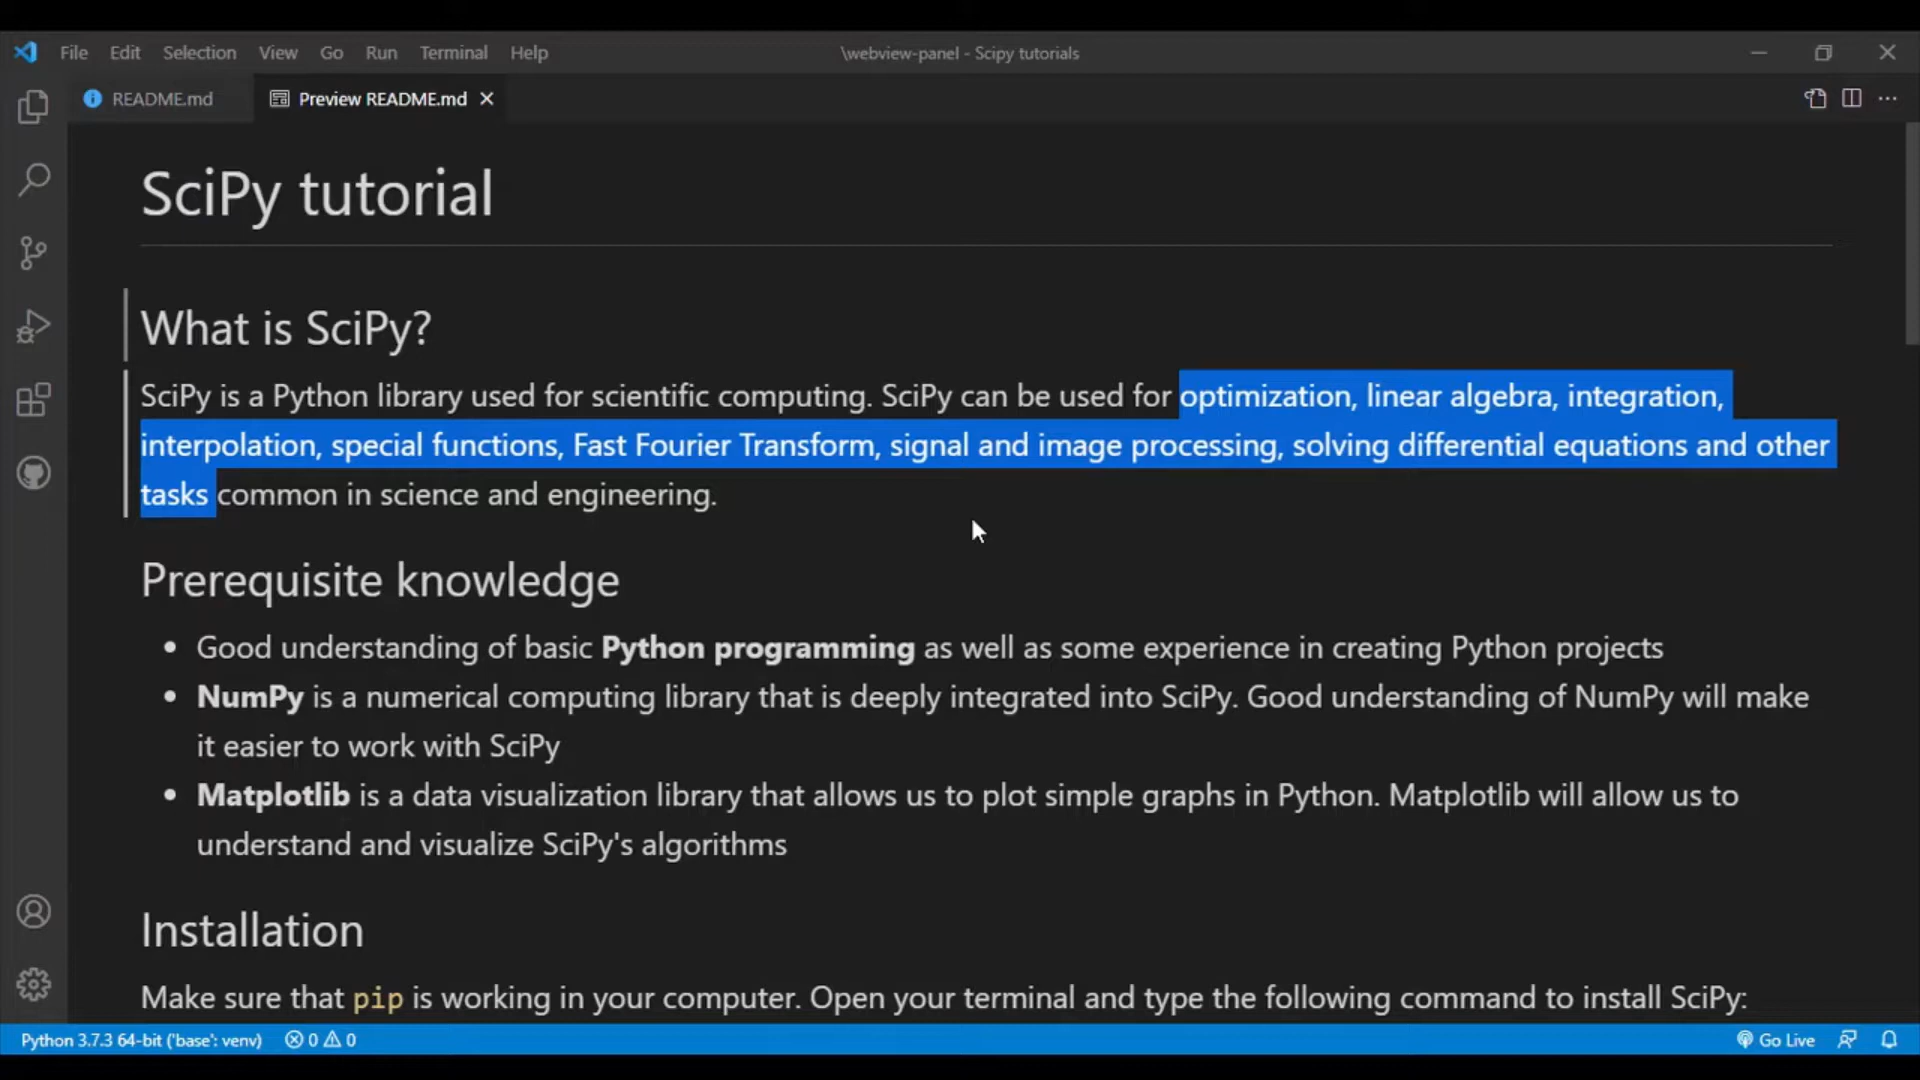 File Edit Selection View Go Run Terminal Help \webview-panel - Scipy tutorials
README.md Preview README.md
SciPy tutorial
What is SciPy?
SciPy is a Python library used for scientific computing. SciPy can be used for optimization, linear algebra, integration,
interpolation, special functions, Fast Fourier Transform, signal and image processing, solving differential equations and other
tasks common in science and engineering.
Prerequisite knowledge
• Good understanding of basic Python programming as well as some experience in creating Python projects
• NumPy is a numerical computing library that is deeply integrated into SciPy. Good understanding of NumPy will make
it easier to work with SciPy
• Matplotlib is a data visualization library that allows us to plot simple graphs in Python. Matplotlib will allow us to
understand and visualize SciPy's algorithms
Installation
Make sure that pip is working in your computer. Open your terminal and type the following command to install SciPy:
Python 3.7.3 64-bit ('base': venv) 0 0 Go Live